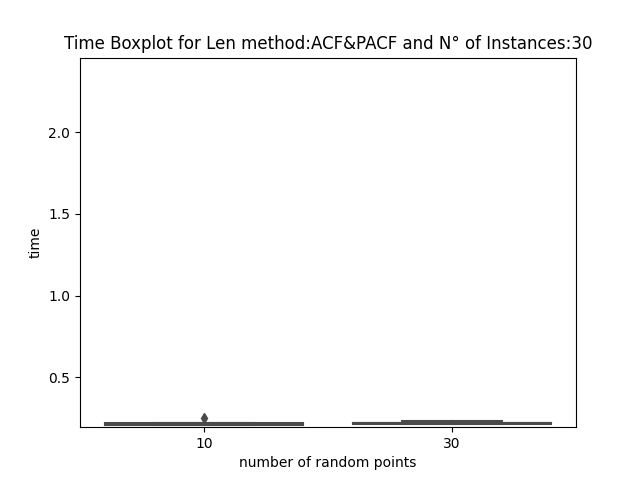 Time Boxplot for Len method:ACF&PACF and N° of Instances:30
2.0
1.5
1.0
0.5
time
10
30
number of random points